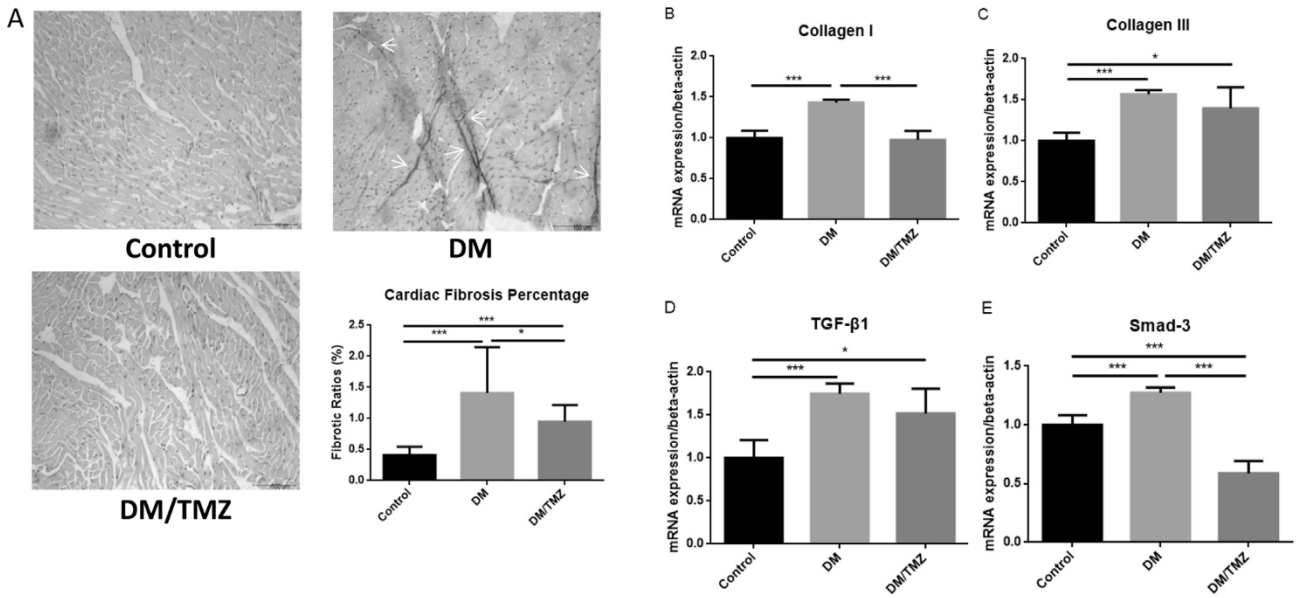 A
Control
100 um
DM
DM/TMZ
Cardiac Fibrosis Percentage
Fibrotic Ratios (%)
2.5
2.0
1.5
1.0
0.5
0.0
***
***
*
Control
DM
DM/TMZ
B
Collagen I
mRNA expression/beta-actin
2.0
1.5
1.0
0.5
0.0
***
***
Control
DM
DM/TMZ
C
Collagen III
mRNA expression/beta-actin
2.0
1.5
1.0
0.5
0.0
*
***
Control
DM
DM/TMZ
D
TGF-β1
mRNA expression/beta-actin
2.0
1.5
1.0
0.5
0.0
*
***
Control
DM
DM/TMZ
E
Smad-3
mRNA expression/beta-actin
1.5
1.0
0.5
0.0
***
***
***
Control
DM
DM/TMZ